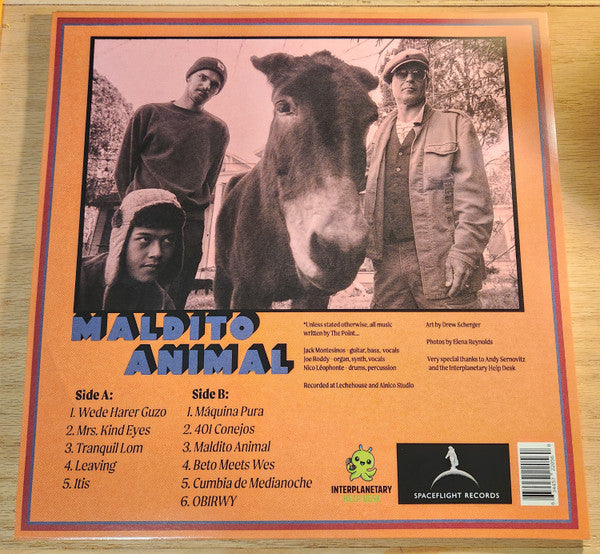 MALDITO
ANIMAL
Side A:
1. Wede Harer Guzo
2. Mrs. Kind Eyes
3. Tranquil Lom
4. Leaving
5. Itis
Side B:
1. Máquina Pura
2. 401 Conejos
3. Maldito Animal
4. Beto Meets Wes
5. Cumbia de Medianoche
6. OBIRWY
*Unless stated otherwise, all music
written by The Point...
Jack Montesinos - guitar, bass, vocals
Joe Roddy - organ, synth, vocals
Nico Léophonte - drums, percussion
Recorded at Lechehouse and Alnico Studio
Art by Drew Scherger
Photos by Elena Reynolds
Very special thanks to Andy Sernovitz
and the Interplanetary Help Desk
INTERPLANETARY
HELP DESK
SPACEFLIGHT RECORDS